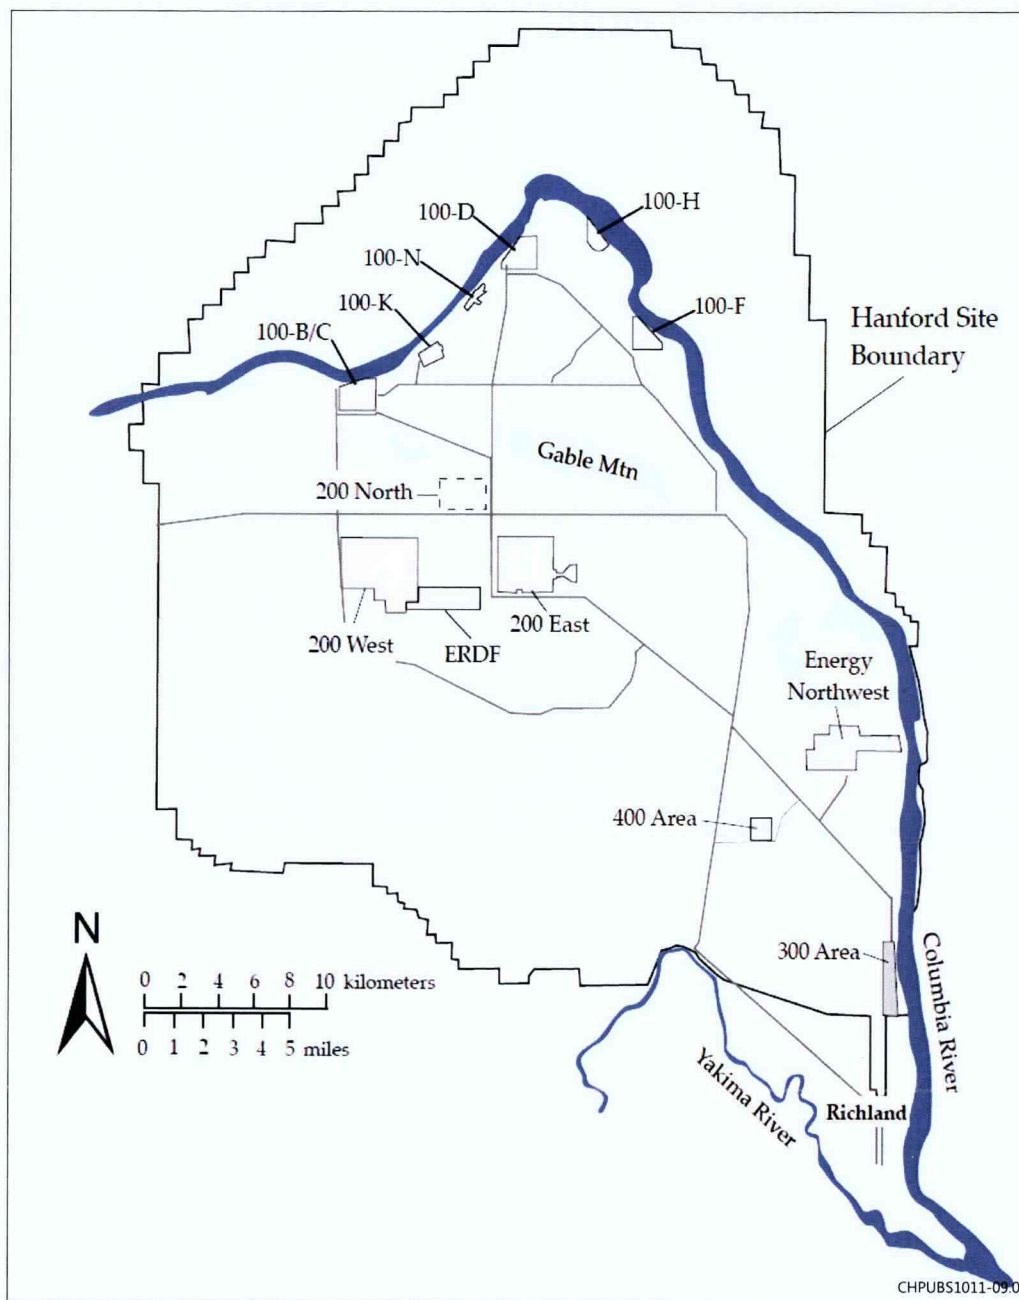 100-H
100-D
100-N
100-K
100-F
100-B/C
Hanford Site
Boundary
Gable Mtn
200 North
200 East
200 West
ERDF
Energy
Northwest
400 Area
N
300 Area
0 2 4 6 8 10 kilometers
0 1 2 3 4 5 miles
Columbia River
Yakima River
Richland
CHPUBS1011-09.0